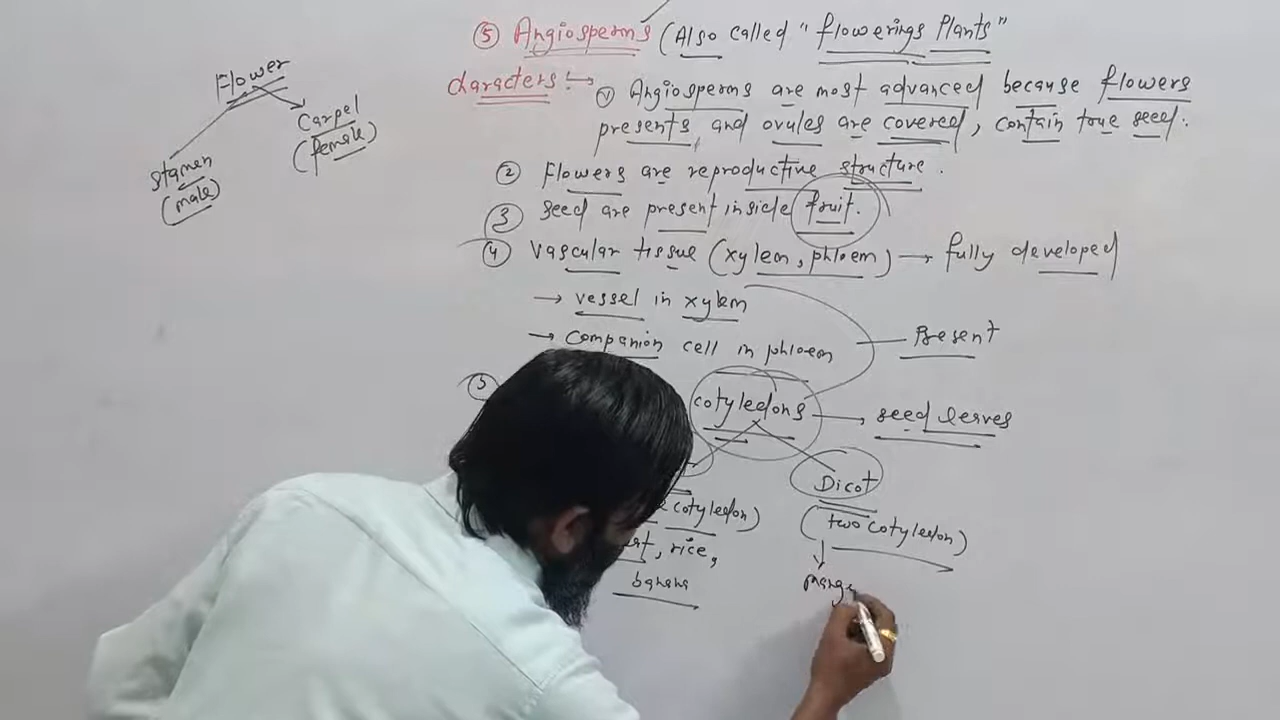 ⑤ Angiosperms (Also called "flowerings Plants"
Characters :→ ① Angiosperms are most advanced because flowers
presents, and ovules are covered, contain true seed.
② Flowers are reproductive structure.
③ Seed are present inside fruit.
④ Vascular tissue (xylem, phloem) → fully developed
→ vessel in xylem
→ Companion cell in phloem
Present
⑤ cotyledons → seed leaves
Dicot
cotyledon)
(two cotyledon)
rice,
banana
Flower
Carpel
(female)
stamen
(male)